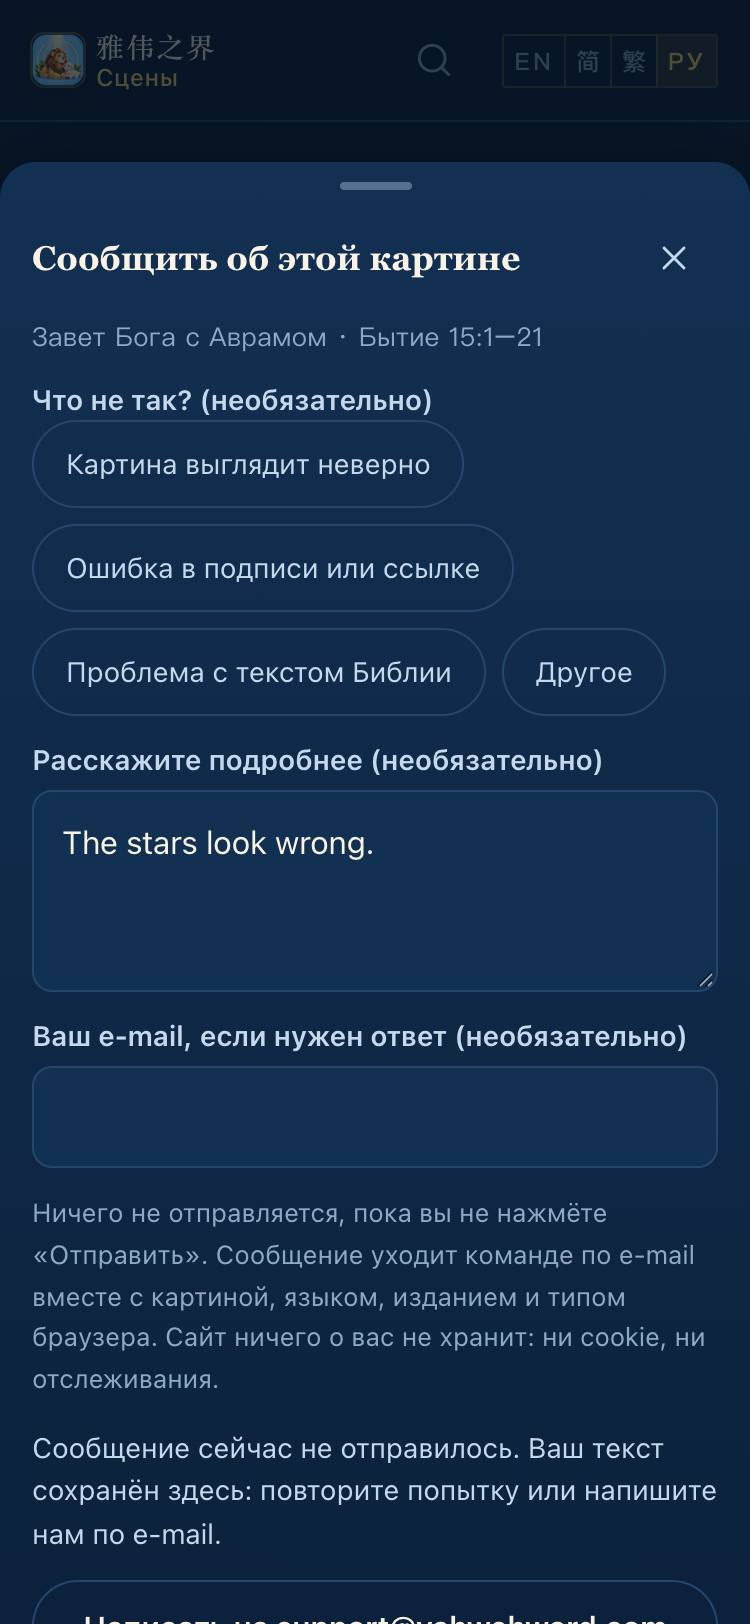 雅伟之界
Сцены
EN 简 繁 РУ
Сообщить об этой картине
Завет Бога с Аврамом · Бытие 15:1—21
Что не так? (необязательно)
Картина выглядит неверно
Ошибка в подписи или ссылке
Проблема с текстом Библии
Другое
Расскажите подробнее (необязательно)
The stars look wrong.
Ваш e-mail, если нужен ответ (необязательно)
Ничего не отправляется, пока вы не нажмёте
«Отправить». Сообщение уходит команде по e-mail
вместе с картиной, языком, изданием и типом
браузера. Сайт ничего о вас не хранит: ни cookie, ни
отслеживания.
Сообщение сейчас не отправилось. Ваш текст
сохранён здесь: повторите попытку или напишите
нам по e-mail.